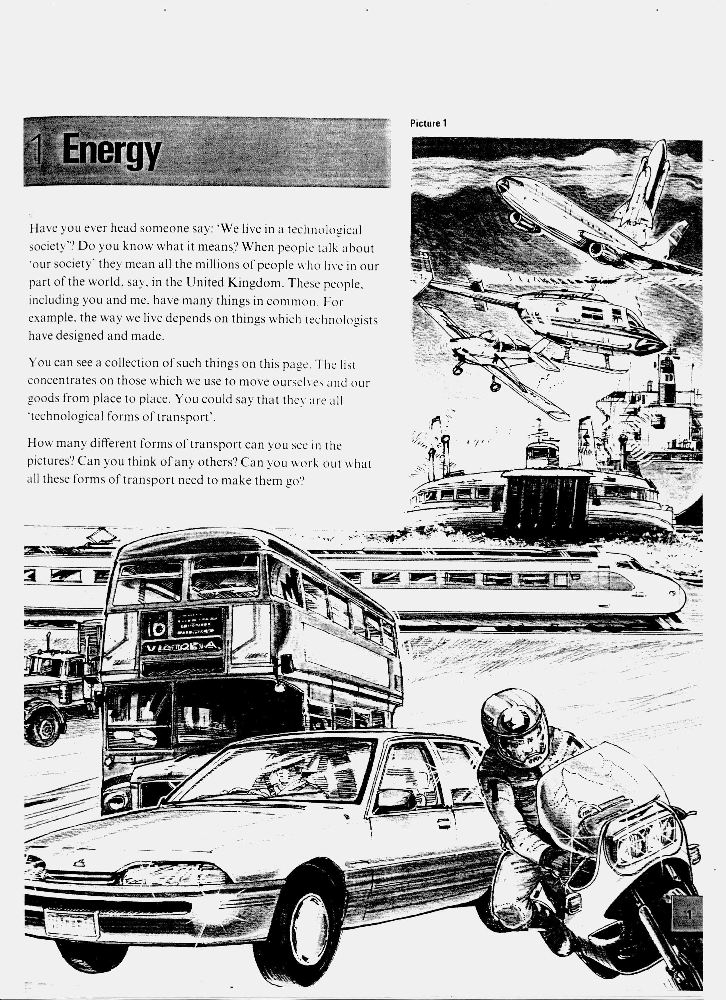 1 Energy
Have you ever head someone say: ‘We live in a technological
society’? Do you know what it means? When people talk about
‘our society’ they mean all the millions of people who live in our
part of the world, say, in the United Kingdom. These people,
including you and me, have many things in common. For
example, the way we live depends on things which technologists
have designed and made.
You can see a collection of such things on this page. The list
concentrates on those which we use to move ourselves and our
goods from place to place. You could say that they are all
‘technological forms of transport’.
How many different forms of transport can you see in the
pictures? Can you think of any others? Can you work out what
all these forms of transport need to make them go?
Picture 1
10
VICTORIA
1